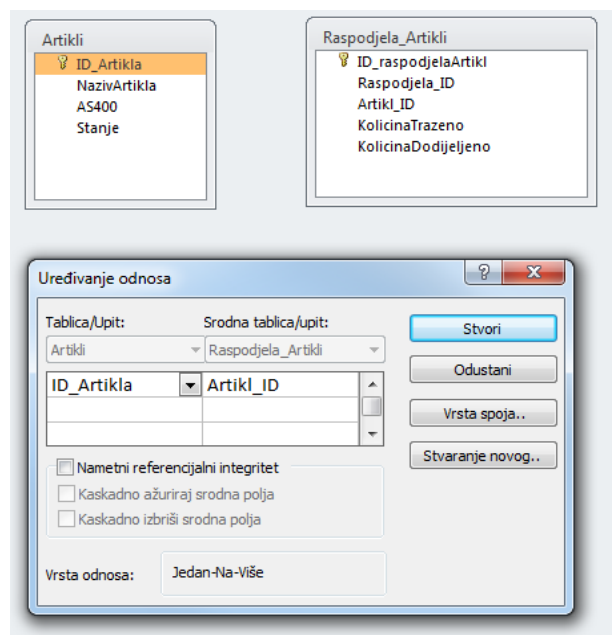 Artikli
ID_Artikla
NazivArtikla
AS400
Stanje
Raspodjela_Artikli
ID_raspodjelaArtikl
Raspodjela_ID
Artikl_ID
KolicinaTrazeno
KolicinaDodijeljeno
Uređivanje odnosa
?
X
Tablica/Upit:
Srodna tablica/upit:
Artikli
Raspodjela_Artikli
ID_Artikla
Artikl_ID
Nametni referencijalni integritet
Kaskadno ažuriraj srodna polja
Kaskadno izbriši srodna polja
Vrsta odnosa:
Jedan-Na-Više
Stvori
Odustani
Vrsta spoja..
Stvaranje novog..